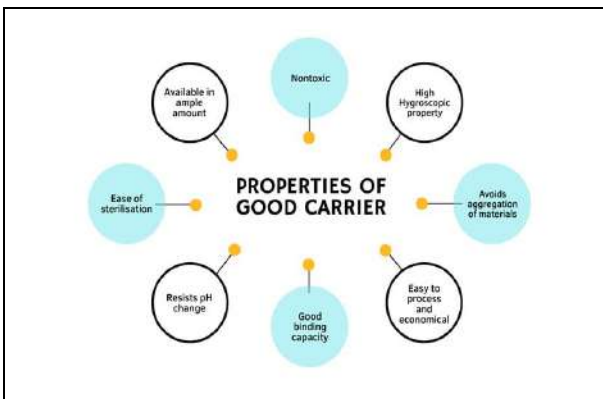 PROPERTIES OF
GOOD CARRIER
Nontoxic
High
Hygroscopic
property
Avoids
aggregation
of materials
Easy to
process
and
economical
Good
binding
capacity
Resists pH
change
Ease of
sterilisation
Available in
ample
amount